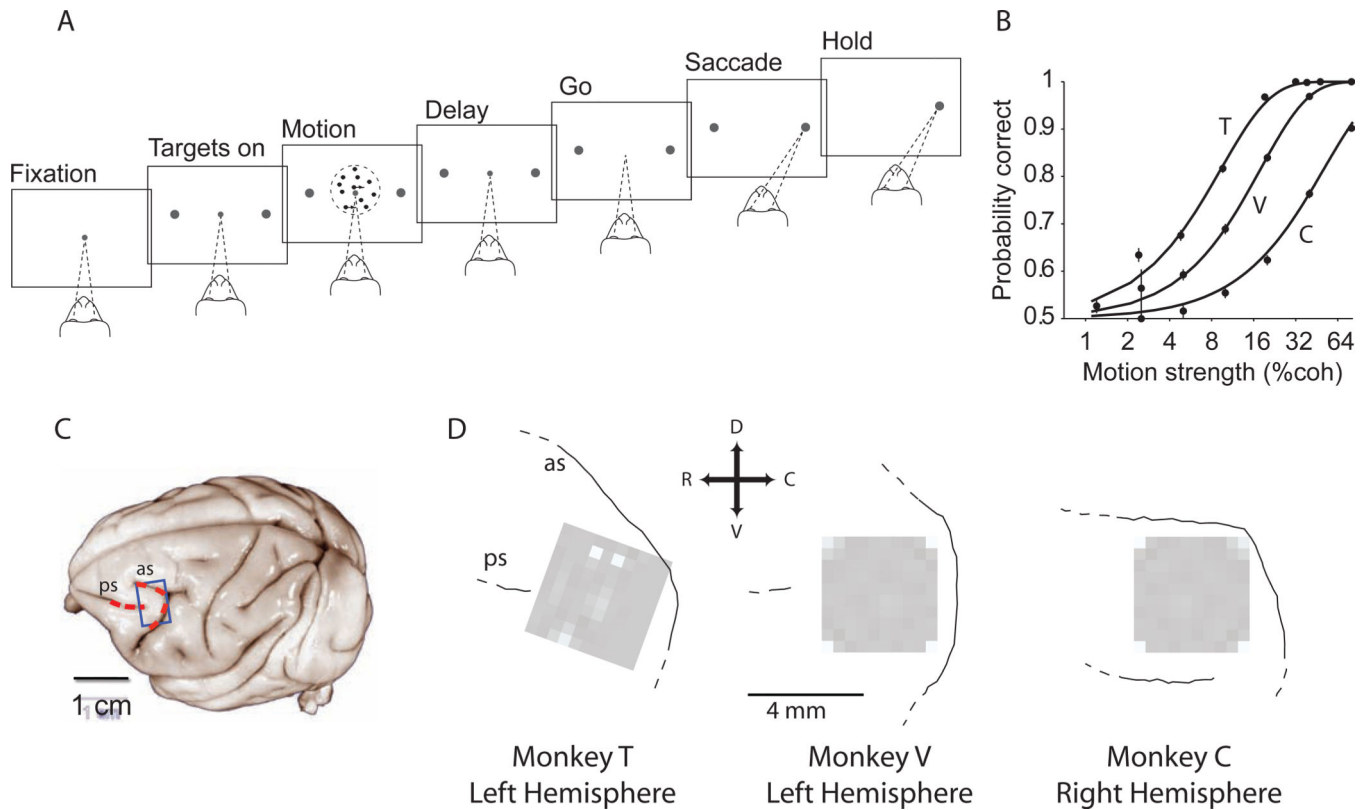 A
Fixation
Targets on
Motion
Delay
Go
Saccade
Hold
B
Probability correct
1
0.9
0.8
0.7
0.6
0.5
T
V
C
1 2 4 8 16 32 64
Motion strength (%coh)
C
as
ps
1 cm
D
as
ps
D
R C
V
4 mm
Monkey T
Left Hemisphere
Monkey V
Left Hemisphere
Monkey C
Right Hemisphere